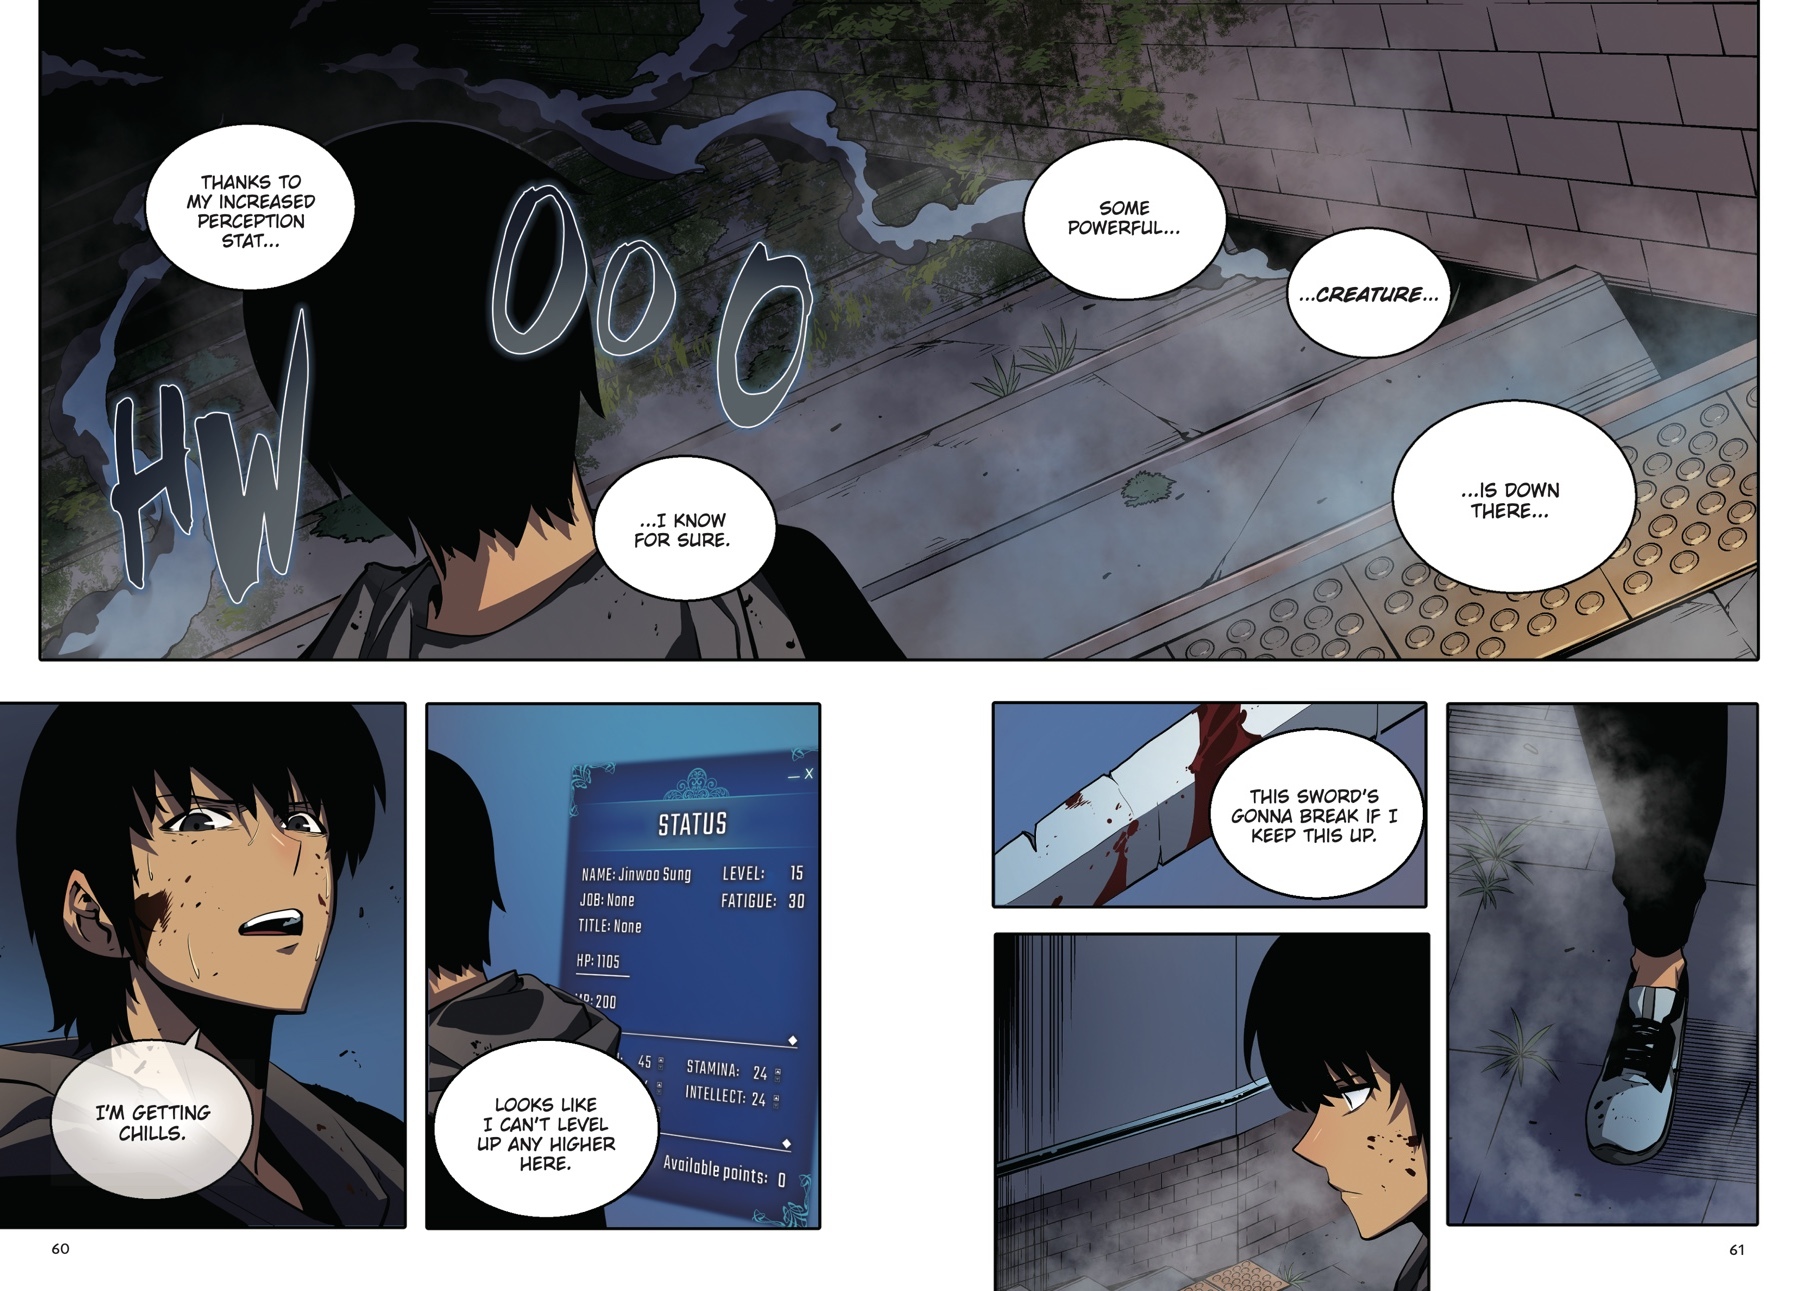 THANKS TO
MY INCREASED
PERCEPTION
STAT...
HWOOO
...I KNOW
FOR SURE.
SOME
POWERFUL...
...CREATURE...
...IS DOWN
THERE...
I'M GETTING
CHILLS.
_ X
STATUS
NAME: Jinwoo Sung
LEVEL: 15
JOB: None
FATIGUE: 30
TITLE: None
HP: 1105
MP: 200
45
STAMINA: 24
INTELLECT: 24
Available points: 0
LOOKS LIKE
I CAN'T LEVEL
UP ANY HIGHER
HERE.
THIS SWORD'S
GONNA BREAK IF I
KEEP THIS UP.
60
61